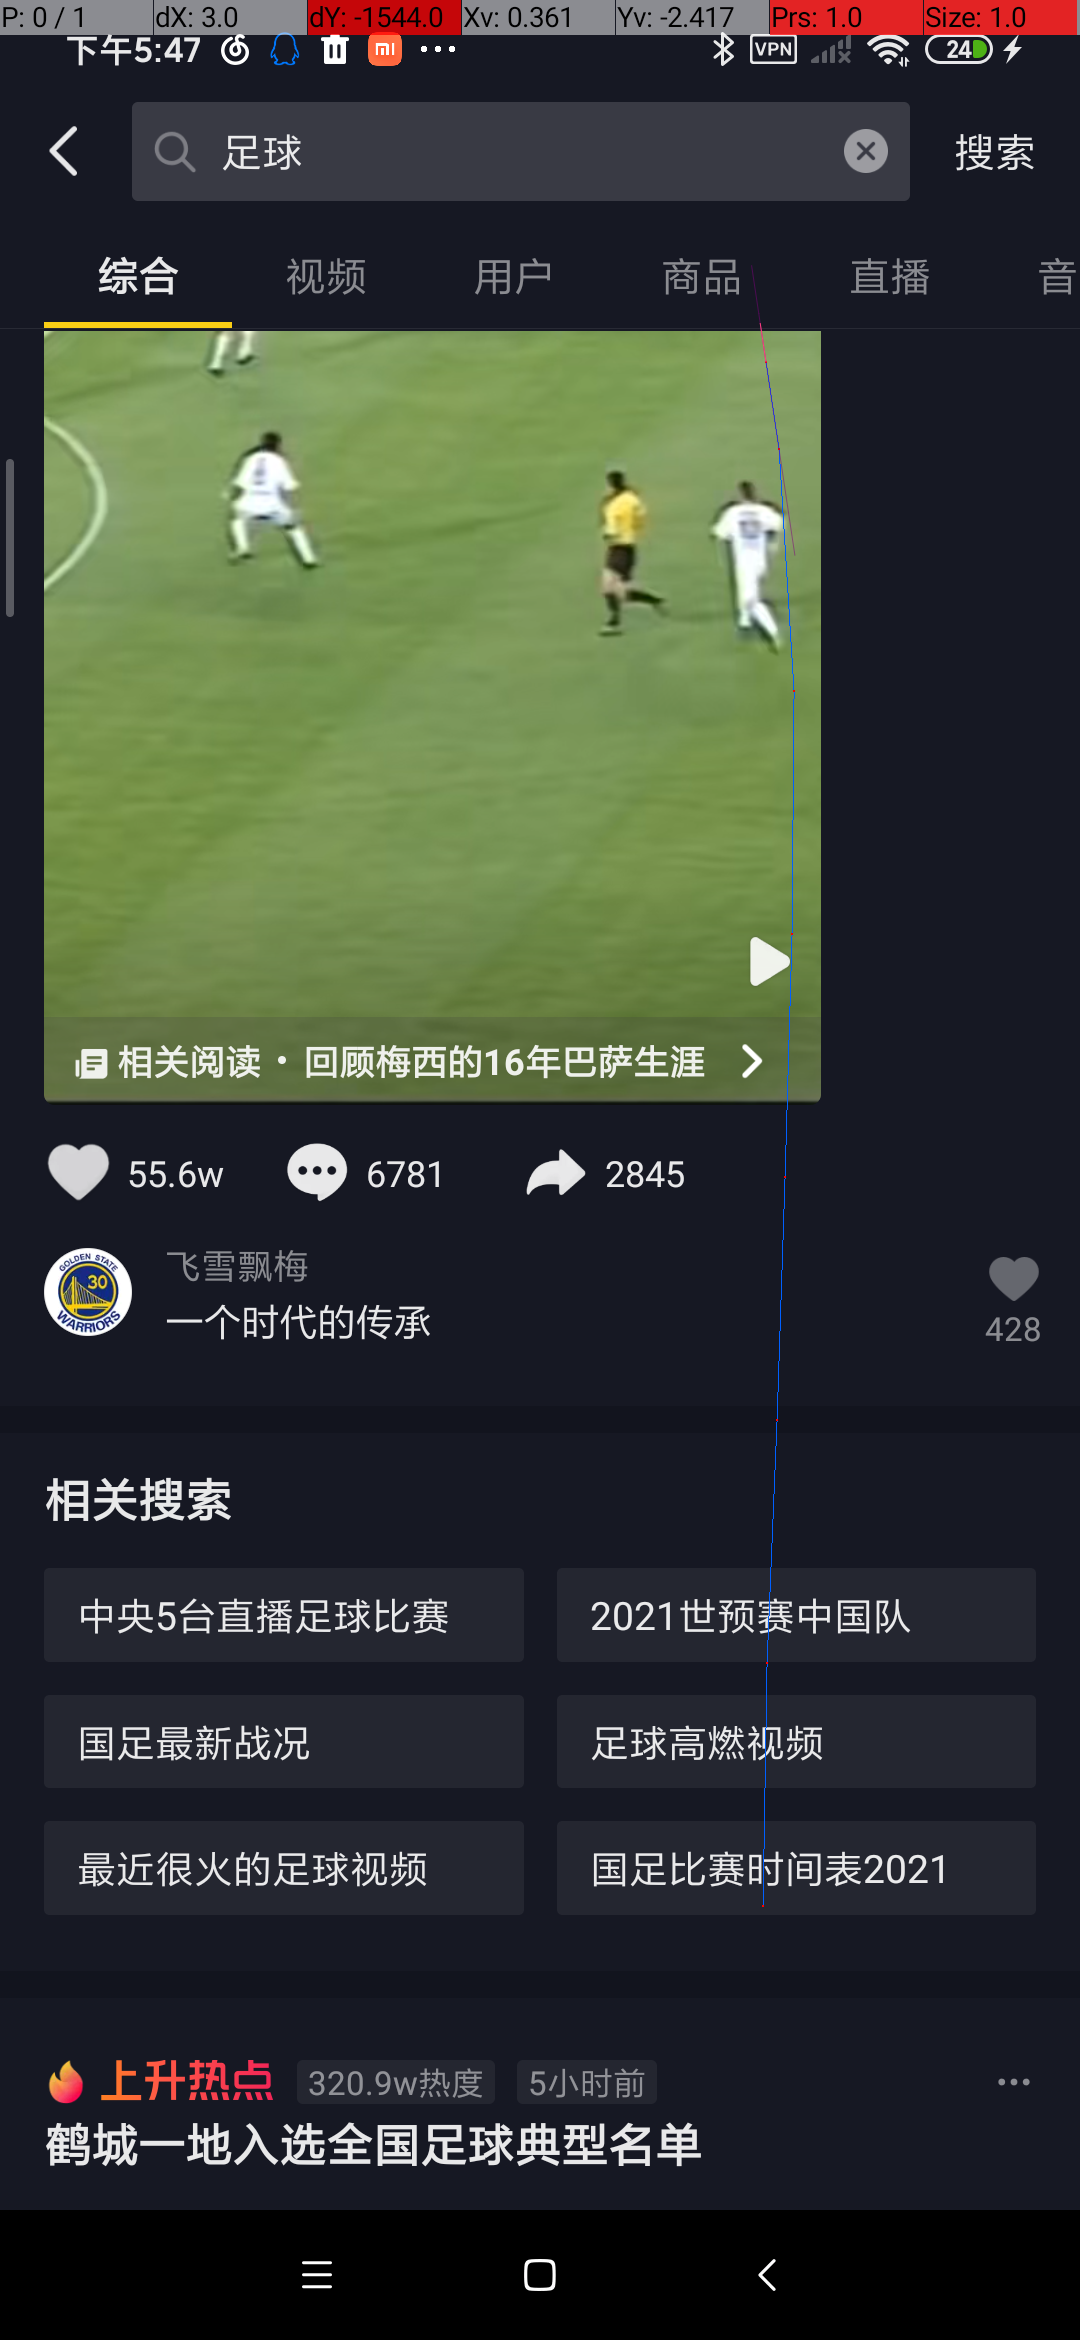 P: 0 / 1 dX: 3.0 dY: -1544.0 Xv: 0.361 Yv: -2.417 Prs: 1.0 Size: 1.0
下午5:47 mi VPN 24
足球 搜索
综合 视频 用户 商品 直播 音
相关阅读・回顾梅西的16年巴萨生涯
55.6w 6781 2845
GOLDEN STATE
30
WARRIORS
飞雪飘梅
一个时代的传承
428
相关搜索
中央5台直播足球比赛 2021世预赛中国队
国足最新战况 足球高燃视频
最近很火的足球视频 国足比赛时间表2021
上升热点 320.9w热度 5小时前
鹤城一地入选全国足球典型名单